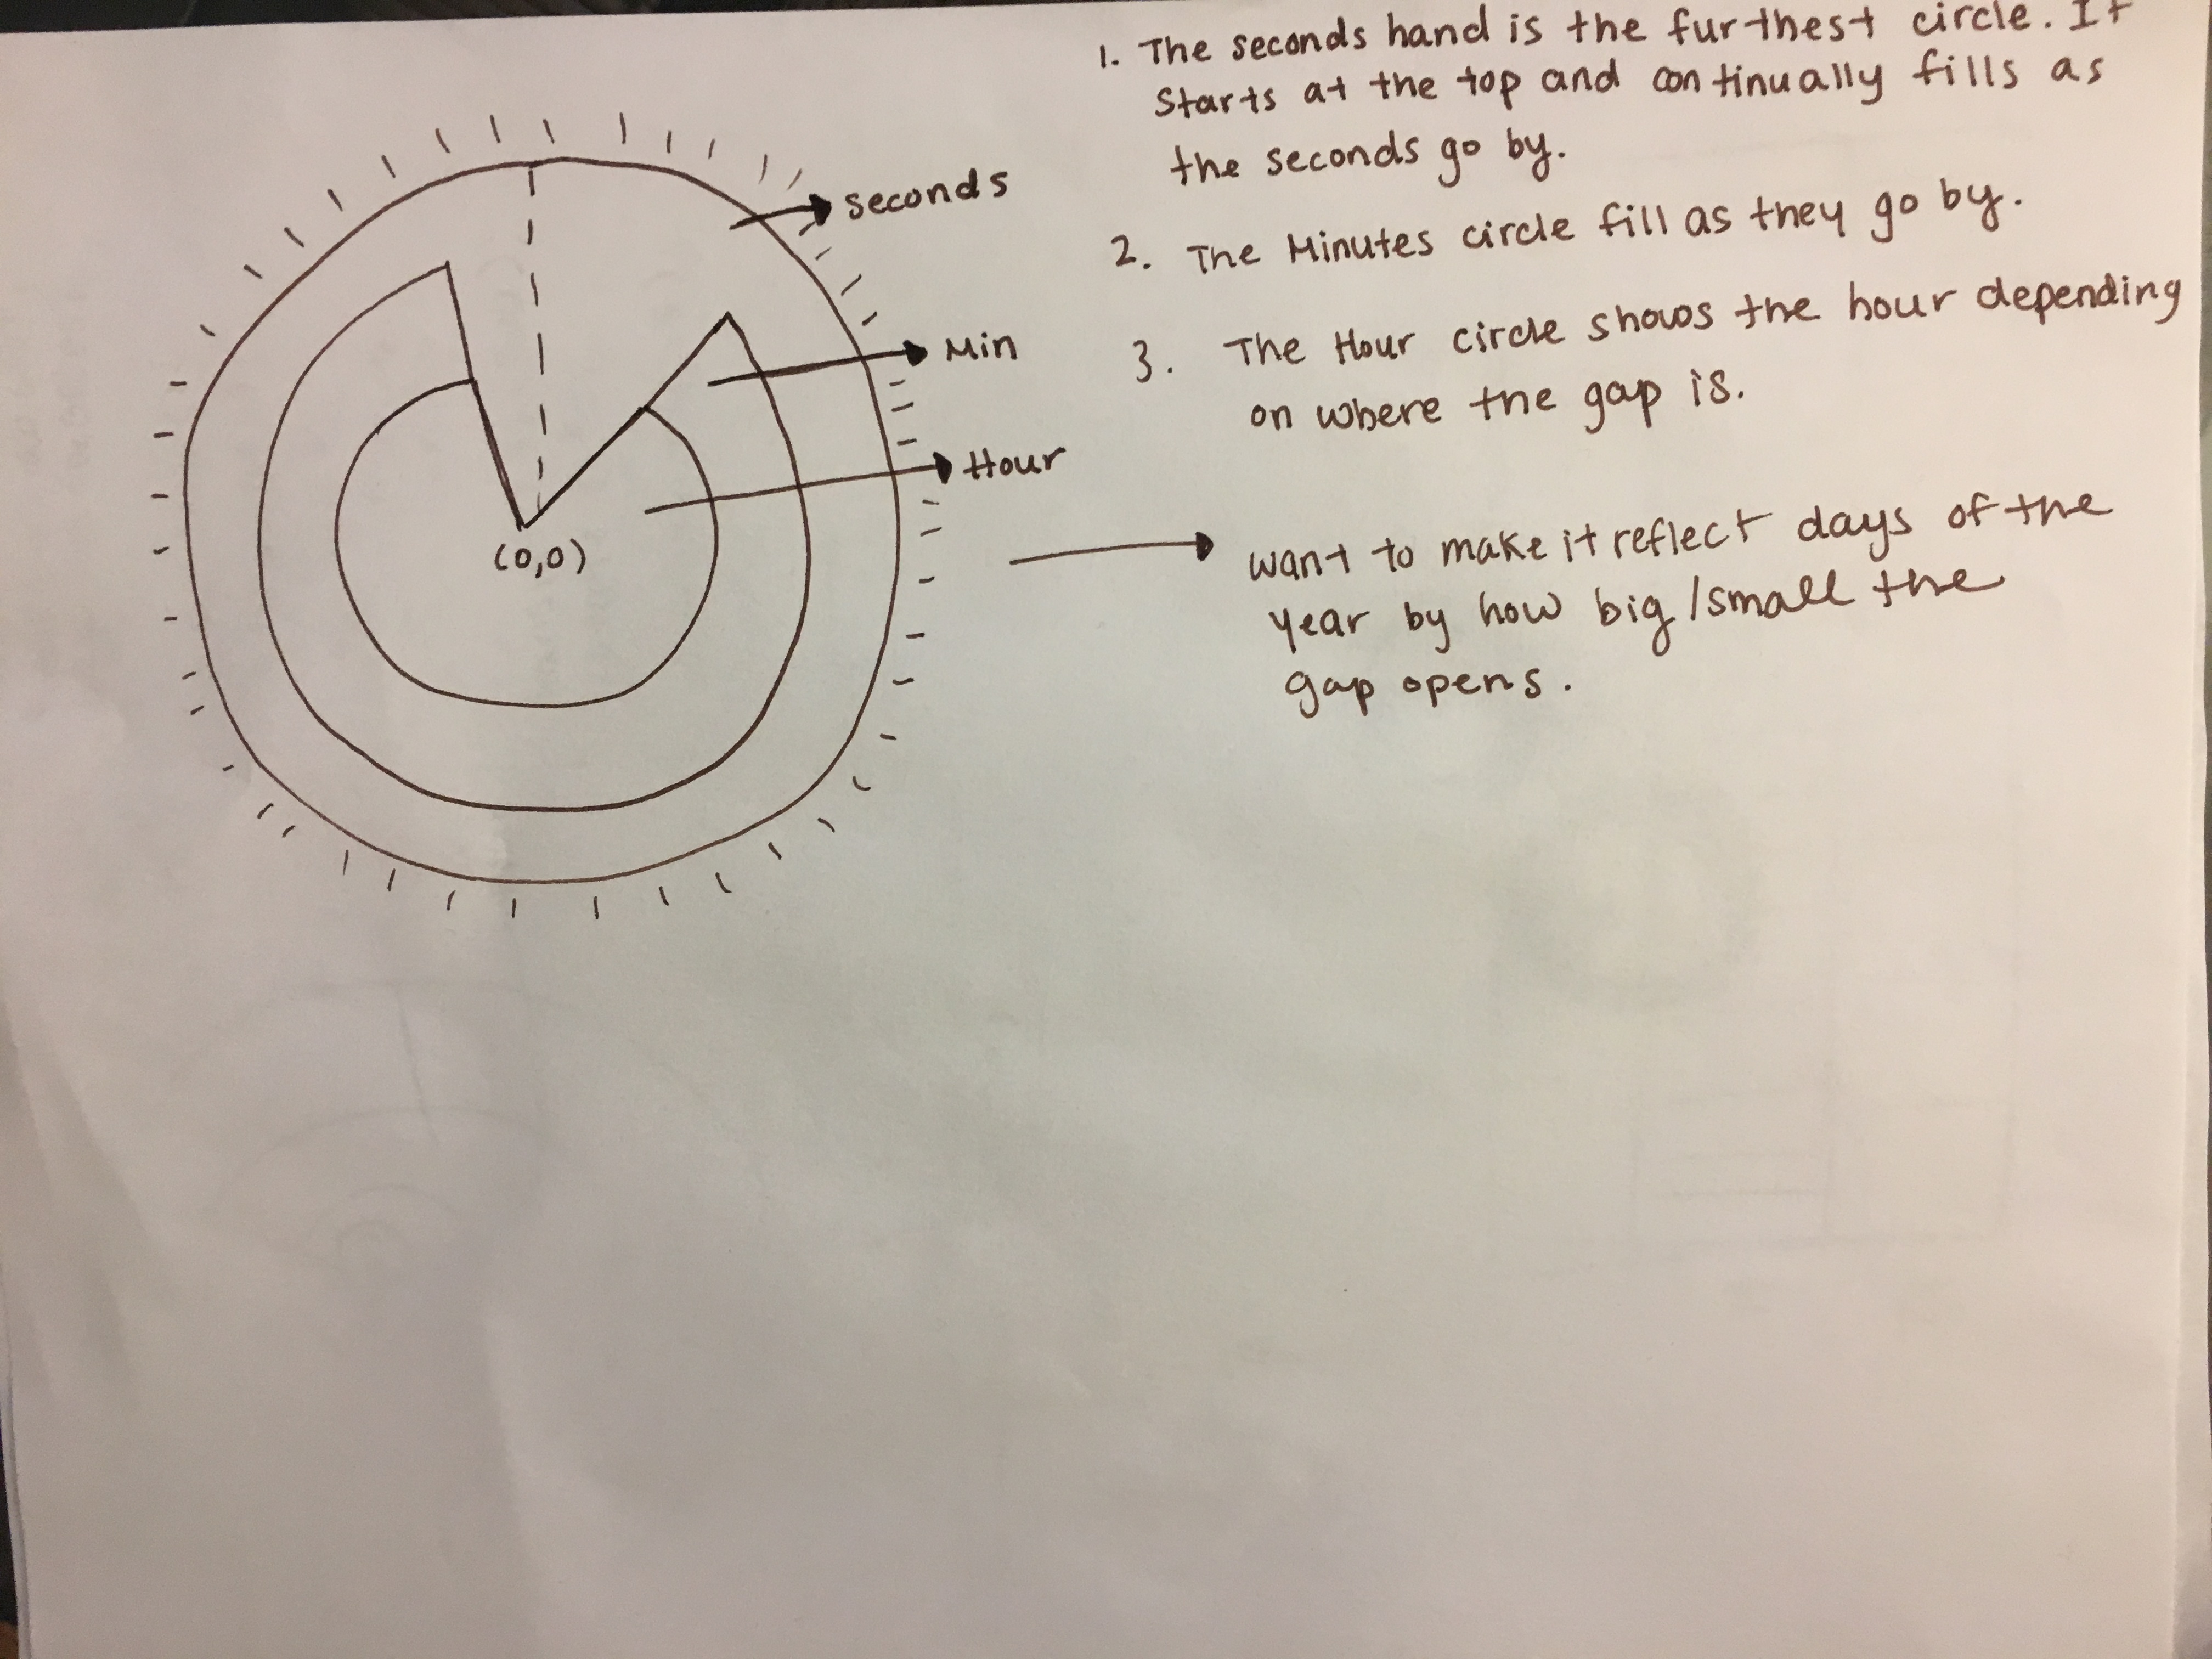 1. The seconds hand is the furthest circle. It
Starts at the top and continually fills as
the seconds go by.
2. The Minutes circle fill as they go by.
3. The Hour circle shows the hour depending
on where the gap is.
want to make it reflect days of the
year by how big/small the
gap opens.
Seconds
Min
Hour
(0,0)